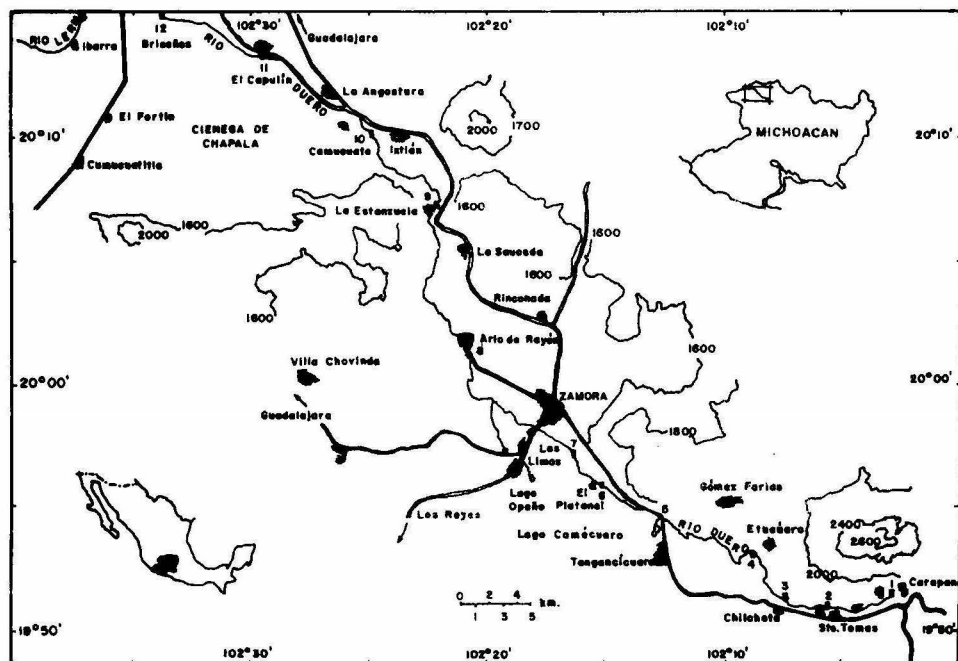 102°30'
102°20'
102°10'
RIO LERMA
Ibarra
12
Briseños
RIO
DUERO
Guadalajara
11
El Capulín
La Angostura
El Fortín
CIENEGA DE
CHAPALA
10
Camucuato
Ixtlán
2000
1700
MICHOACAN
20°10'
20°10'
Cumucuatitla
9
La Estanzuela
1600
1600
2000
1600
La Sauceda
1600
1600
Rinconada
Ario de Rayón
8
1600
Villa Chavinda
20°00'
20°00'
ZAMORA
Guadalajara
1800
7
Los
Limos
Lago
Orandino
El
Platanal
6
Gómez Farías
Los Reyes
5
RIO DUERO
Lago Camécuaro
Etúcuaro
2400
2600
Tangancícuaro
4
2000
3
2
1
Carapan
0 2 4
km.
1 3 5
Chilchota
Sto. Tomas
19°50'
19°50'
102°30'
102°20'
102°10'